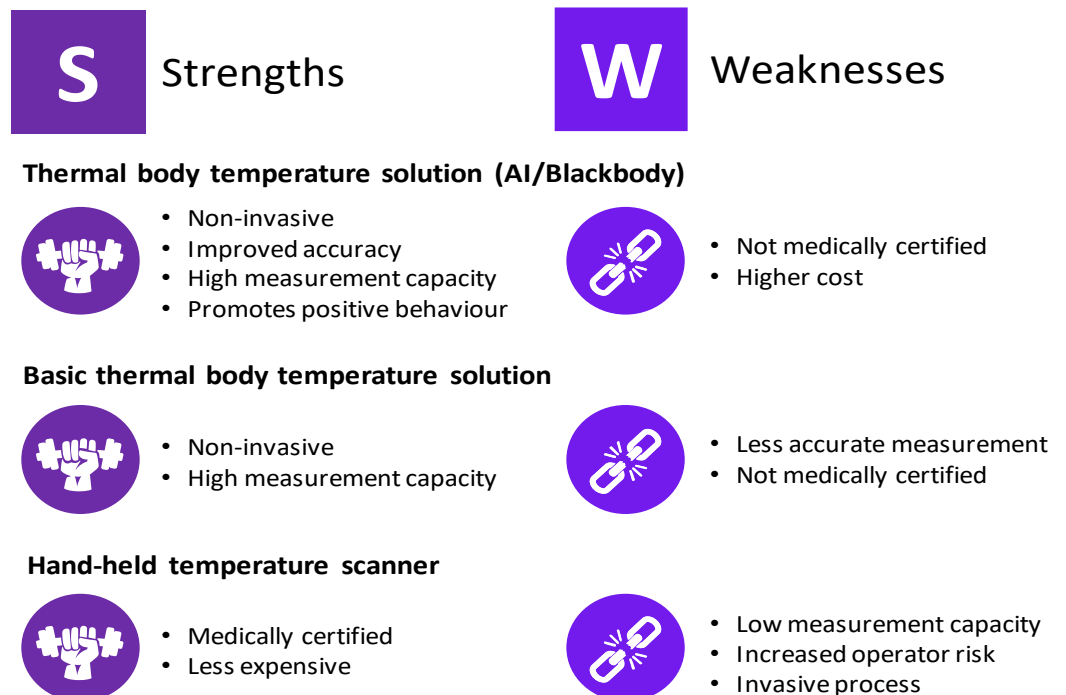 S Strengths
W Weaknesses
Thermal body temperature solution (AI/Blackbody)
• Non-invasive
• Improved accuracy
• High measurement capacity
• Promotes positive behaviour
• Not medically certified
• Higher cost
Basic thermal body temperature solution
• Non-invasive
• High measurement capacity
• Less accurate measurement
• Not medically certified
Hand-held temperature scanner
• Medically certified
• Less expensive
• Low measurement capacity
• Increased operator risk
• Invasive process